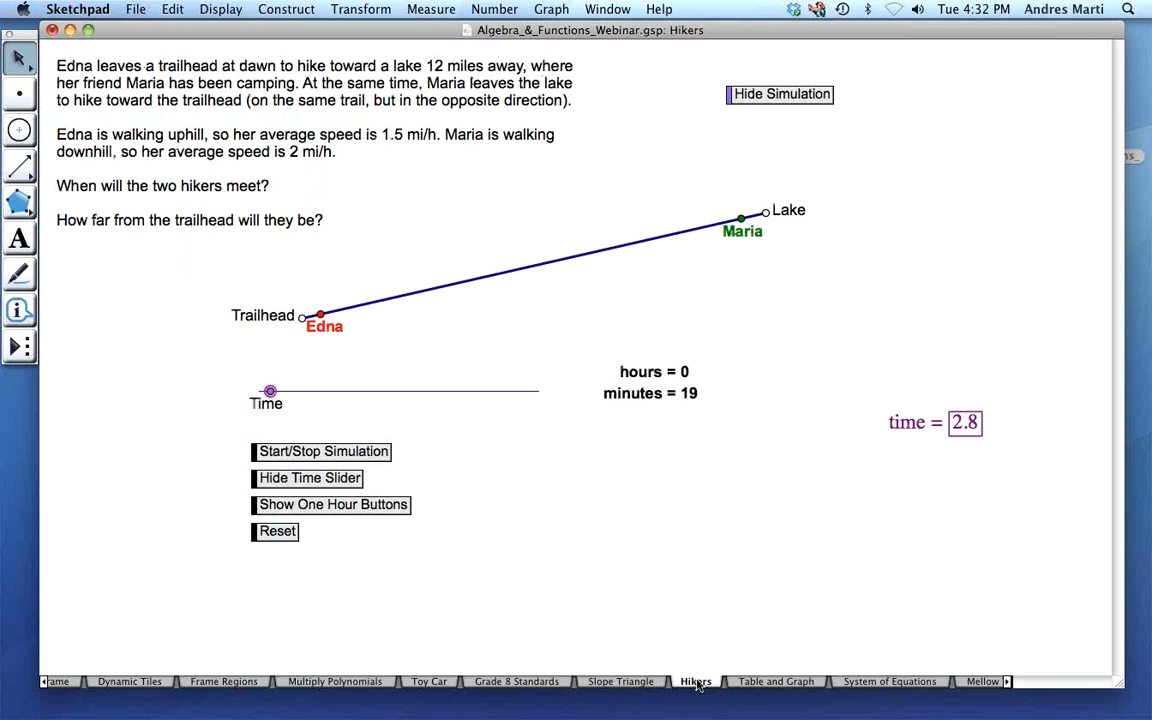 Sketchpad File Edit Display Construct Transform Measure Number Graph Window Help Tue 4:32 PM Andres Marti
Algebra_&_Functions_Webinar.gsp: Hikers
Edna leaves a trailhead at dawn to hike toward a lake 12 miles away, where
her friend Maria has been camping. At the same time, Maria leaves the lake
to hike toward the trailhead (on the same trail, but in the opposite direction).
Hide Simulation
Edna is walking uphill, so her average speed is 1.5 mi/h. Maria is walking
downhill, so her average speed is 2 mi/h.
When will the two hikers meet?
How far from the trailhead will they be?
Lake
Maria
Trailhead
Edna
hours = 0
minutes = 19
Time
time = 2.8
Start/Stop Simulation
Hide Time Slider
Show One Hour Buttons
Reset
A
rame Dynamic Tiles Frame Regions Multiply Polynomials Toy Car Grade 8 Standards Slope Triangle Hikers Table and Graph System of Equations Mellow